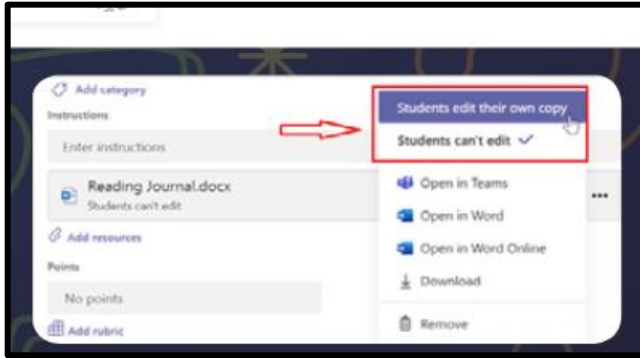 Add category
Instructions
Enter instructions
Reading Journal.docx
Students can't edit
Add resources
Points
No points
Add rubric
Students edit their own copy
Students can't edit
Open in Teams
Open in Word
Open in Word Online
Download
Remove